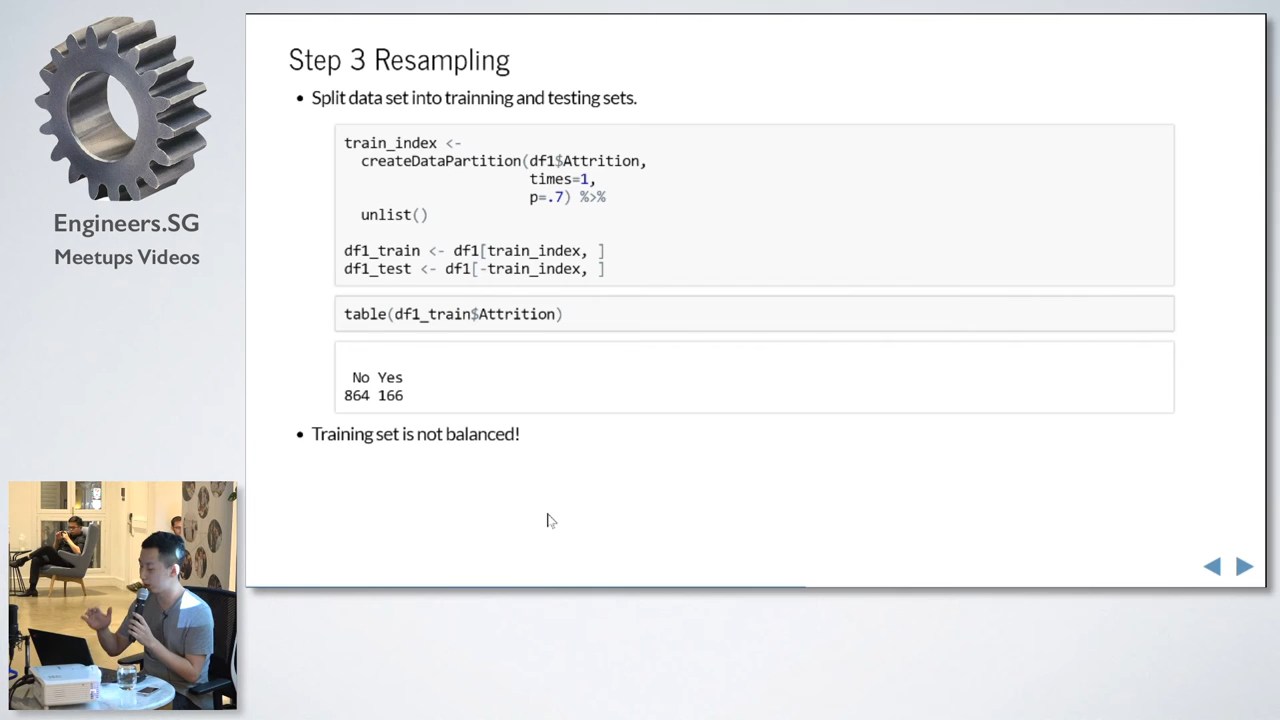 Engineers.SG
Meetups Videos
Step 3 Resampling
• Split data set into trainning and testing sets.
train_index <-
createDataPartition(df1$Attrition,
times=1,
p=.7) %>%
unlist()
df1_train <- df1[train_index, ]
df1_test <- df1[-train_index, ]
table(df1_train$Attrition)
No Yes
864 166
• Training set is not balanced!